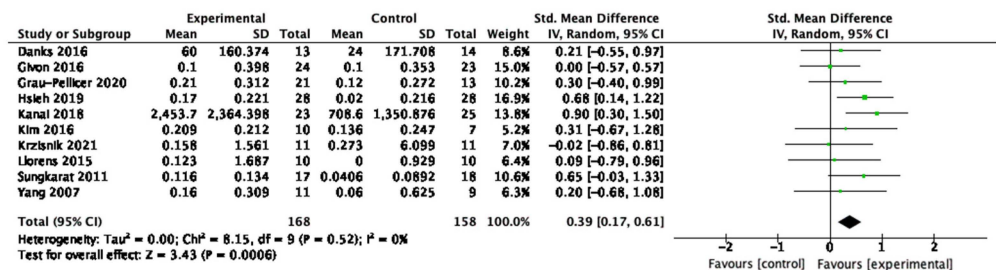 Experimental Control Std. Mean Difference Std. Mean Difference
Study or Subgroup Mean SD Total Mean SD Total Weight IV, Random, 95% CI IV, Random, 95% CI
Danks 2016 60 160.374 13 24 171.708 14 8.6% 0.21 [-0.55, 0.97]
Givon 2016 0.1 0.398 24 0.1 0.353 23 15.0% 0.00 [-0.57, 0.57]
Grau-Pellicer 2020 0.21 0.312 21 0.12 0.272 13 10.2% 0.30 [-0.40, 0.99]
Hsieh 2019 0.17 0.221 28 0.02 0.216 28 16.9% 0.68 [0.14, 1.22]
Kanai 2018 2,453.7 2,364.398 23 708.6 1,350.876 25 13.8% 0.90 [0.30, 1.50]
Kim 2016 0.209 0.212 10 0.136 0.247 7 5.2% 0.31 [-0.67, 1.28]
Krzisnik 2021 0.158 1.561 11 0.273 6.099 11 7.0% -0.02 [-0.86, 0.81]
Llorens 2015 0.123 1.687 10 0 0.929 10 6.4% 0.09 [-0.79, 0.96]
Sungkarat 2011 0.116 0.134 17 0.0406 0.0892 18 10.6% 0.65 [-0.03, 1.33]
Yang 2007 0.16 0.309 11 0.06 0.625 9 6.3% 0.20 [-0.68, 1.08]
Total (95% CI) 168 158 100.0% 0.39 [0.17, 0.61]
Heterogeneity: Tau² = 0.00; Chi² = 8.15, df = 9 (P = 0.52); I² = 0%
Test for overall effect: Z = 3.43 (P = 0.0006)
-2 -1 0 1 2
Favours [control] Favours [experimental]